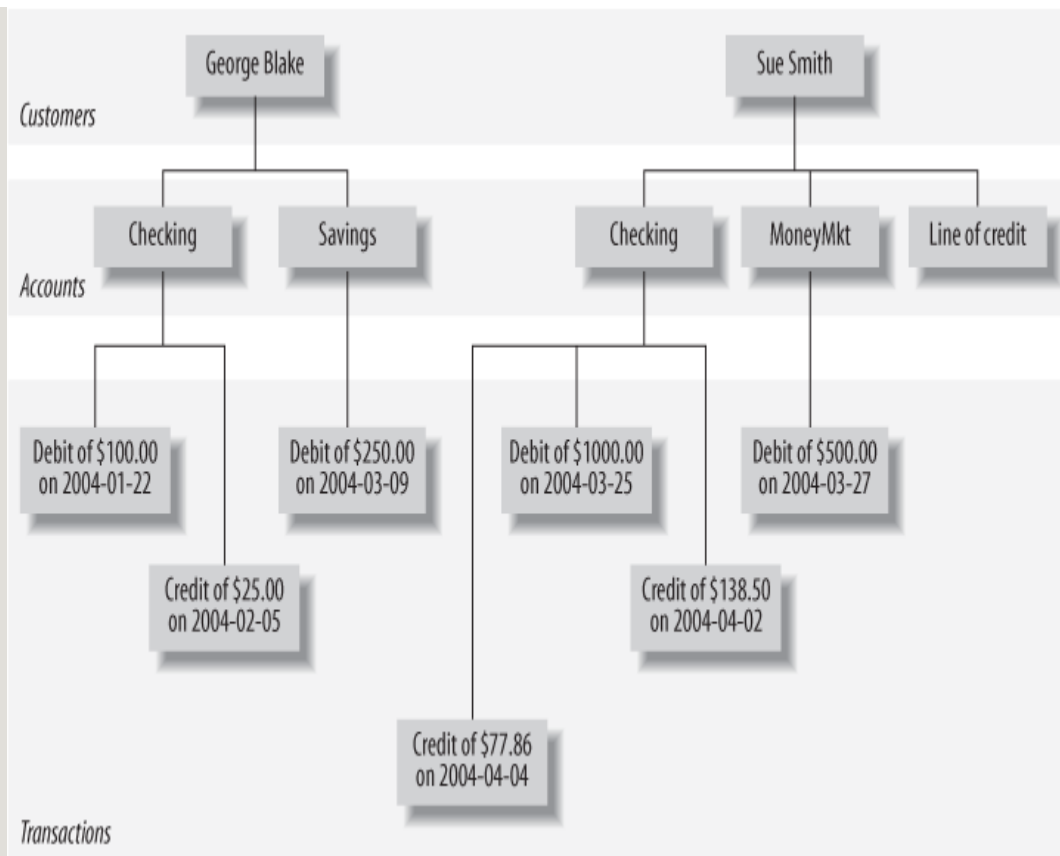 George Blake
Sue Smith
Customers
Checking
Savings
Checking
MoneyMkt
Line of credit
Accounts
Debit of $100.00
on 2004-01-22
Debit of $250.00
on 2004-03-09
Debit of $1000.00
on 2004-03-25
Debit of $500.00
on 2004-03-27
Credit of $25.00
on 2004-02-05
Credit of $138.50
on 2004-04-02
Credit of $77.86
on 2004-04-04
Transactions